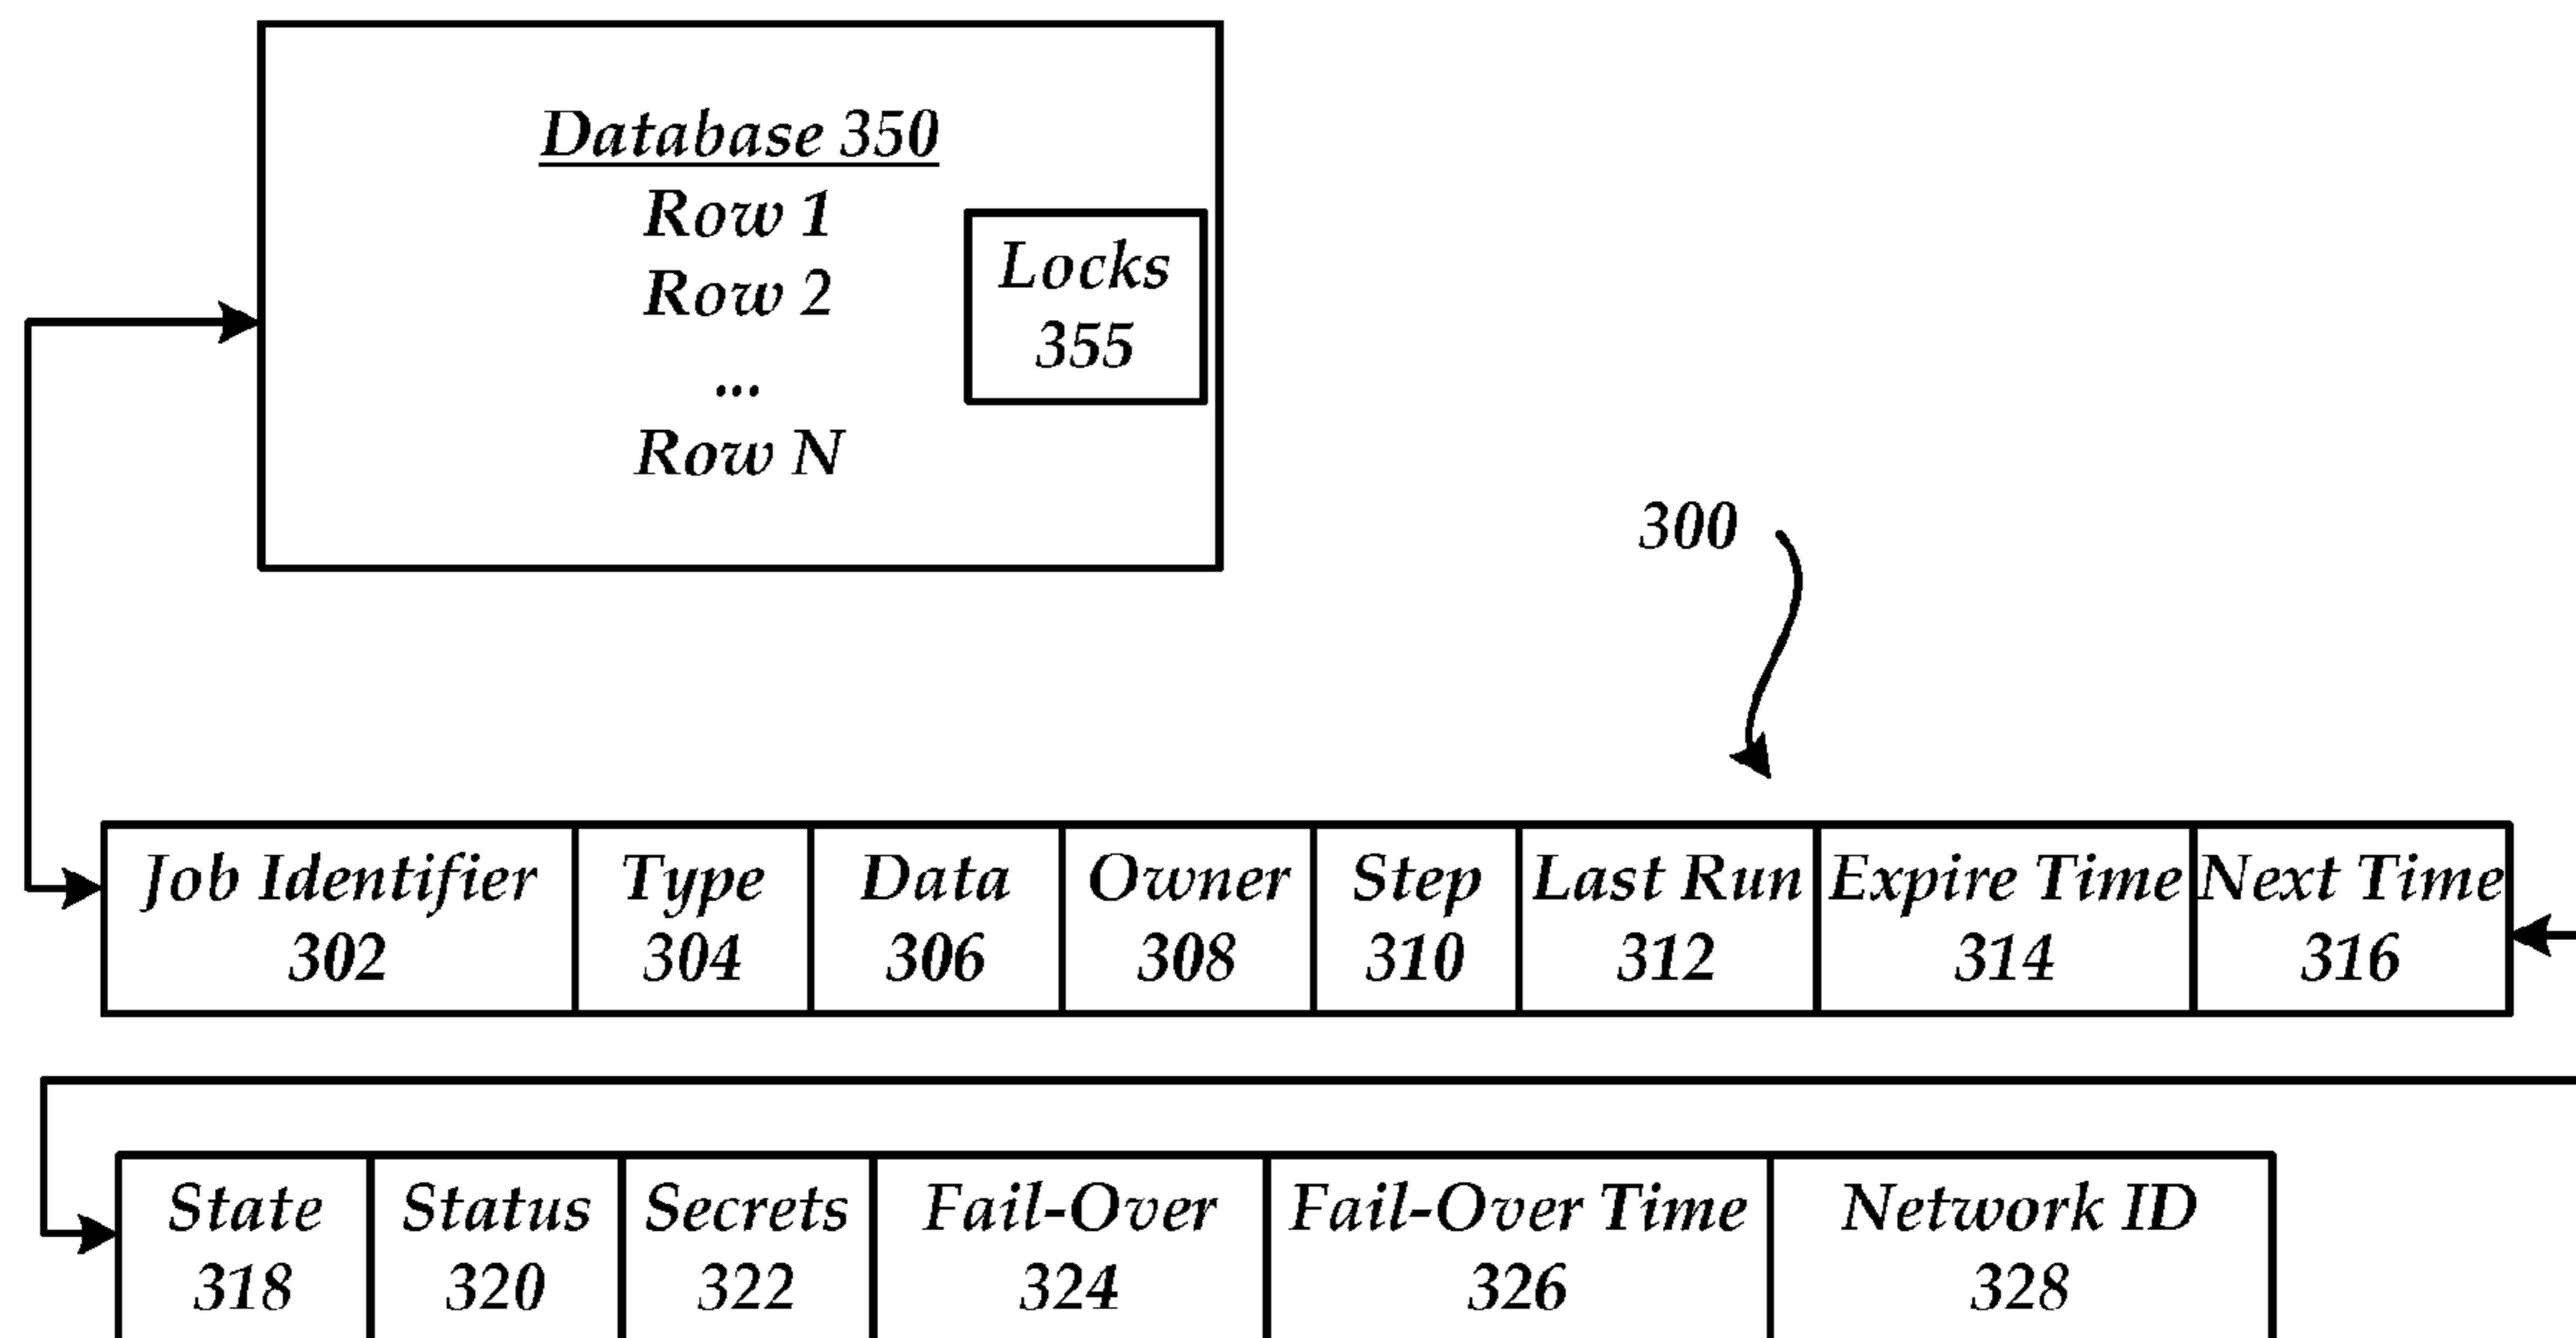 Database 350
Row 1
Row 2
...
Row N
Locks
355
300
Job Identifier
302
Type
304
Data
306
Owner
308
Step
310
Last Run
312
Expire Time
314
Next Time
316
State
318
Status
320
Secrets
322
Fail-Over
324
Fail-Over Time
326
Network ID
328